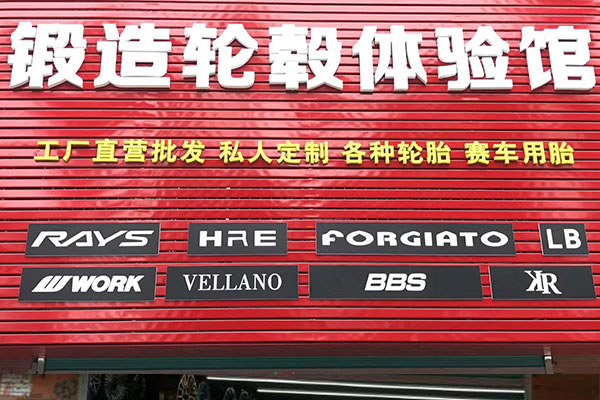 锻造轮毂体验馆
工厂直营批发 私人定制 各种轮胎 赛车用胎
RAYS HRE FORGIATO LB
WORK VELLANO BBS KR